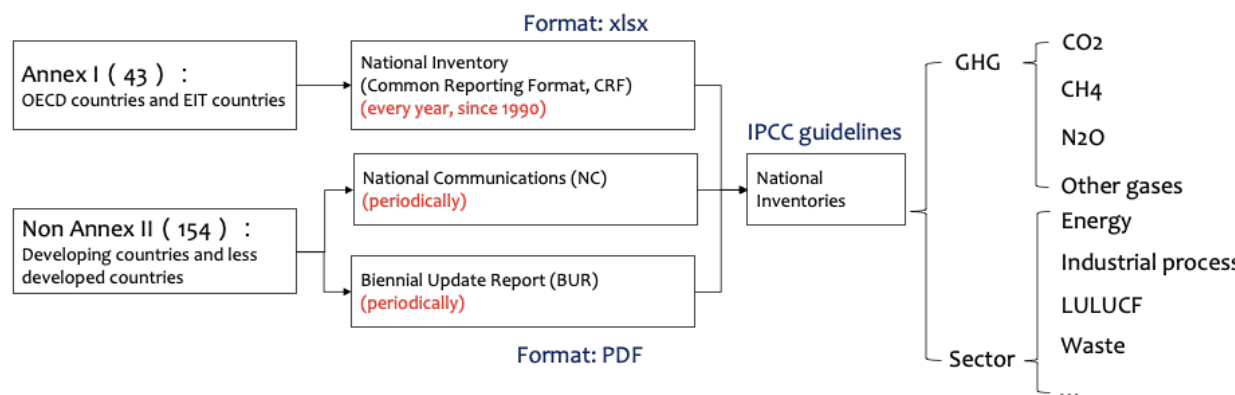 Format: xlsx
Annex I ( 43 ) :
OECD countries and EIT countries
National Inventory
(Common Reporting Format, CRF)
(every year, since 1990)
National Communications (NC)
(periodically)
Non Annex II ( 154 ) :
Developing countries and less
developed countries
Biennial Update Report (BUR)
(periodically)
Format: PDF
IPCC guidelines
National
Inventories
GHG
CO2
CH4
N2O
Other gases
Sector
Energy
Industrial process
LULUCF
Waste
...